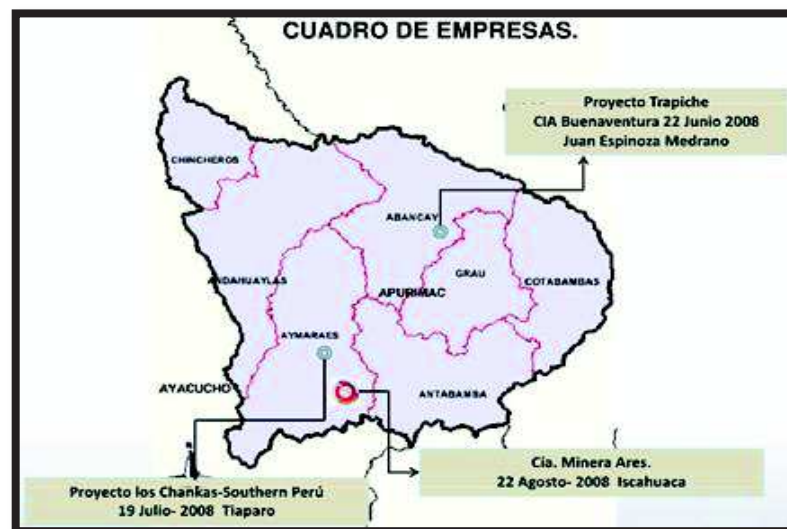 CUADRO DE EMPRESAS.
Proyecto Trapiche
CIA Buenaventura 22 Junio 2008
Juan Espinoza Medrano
CHINCHEROS
ABANCAY
GRAU
COTABAMBAS
ANDAHUAYLAS
APURIMAC
AYMARAES
AYACUCHO
ANTABAMBA
Cía. Minera Ares.
22 Agosto- 2008 Iscahuaca
Proyecto los Chankas-Southern Perú
19 Julio- 2008 Tiaparo